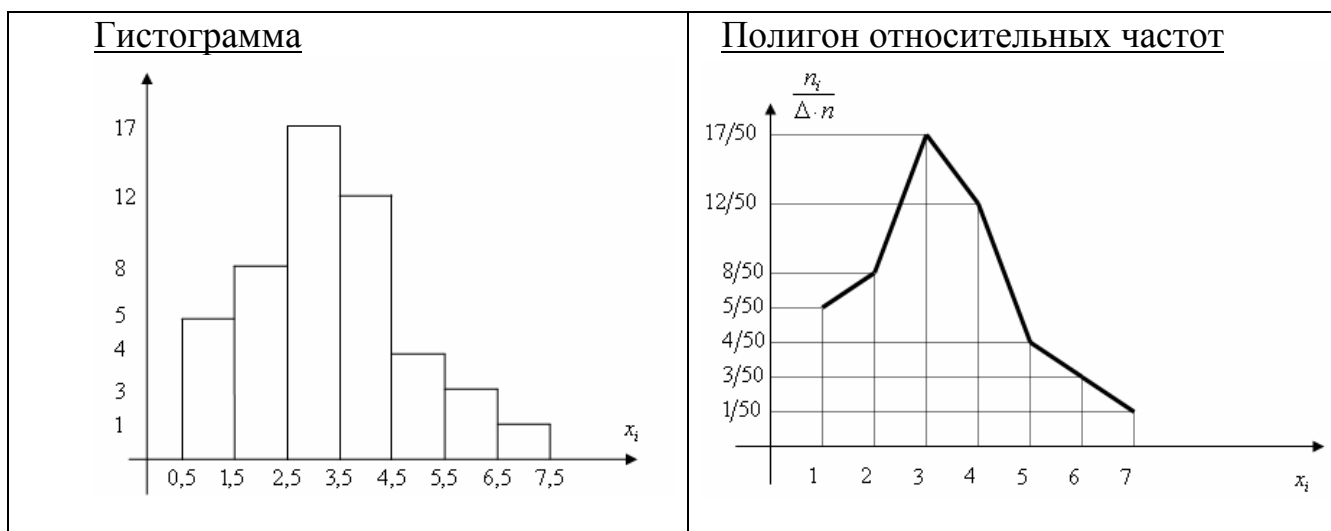 Гистограмма
17
12
8
5
4
3
1
x_i
0,5 1,5 2,5 3,5 4,5 5,5 6,5 7,5
Полигон относительных частот
n_i
Δ · n
17/50
12/50
8/50
5/50
4/50
3/50
1/50
1 2 3 4 5 6 7 x_i